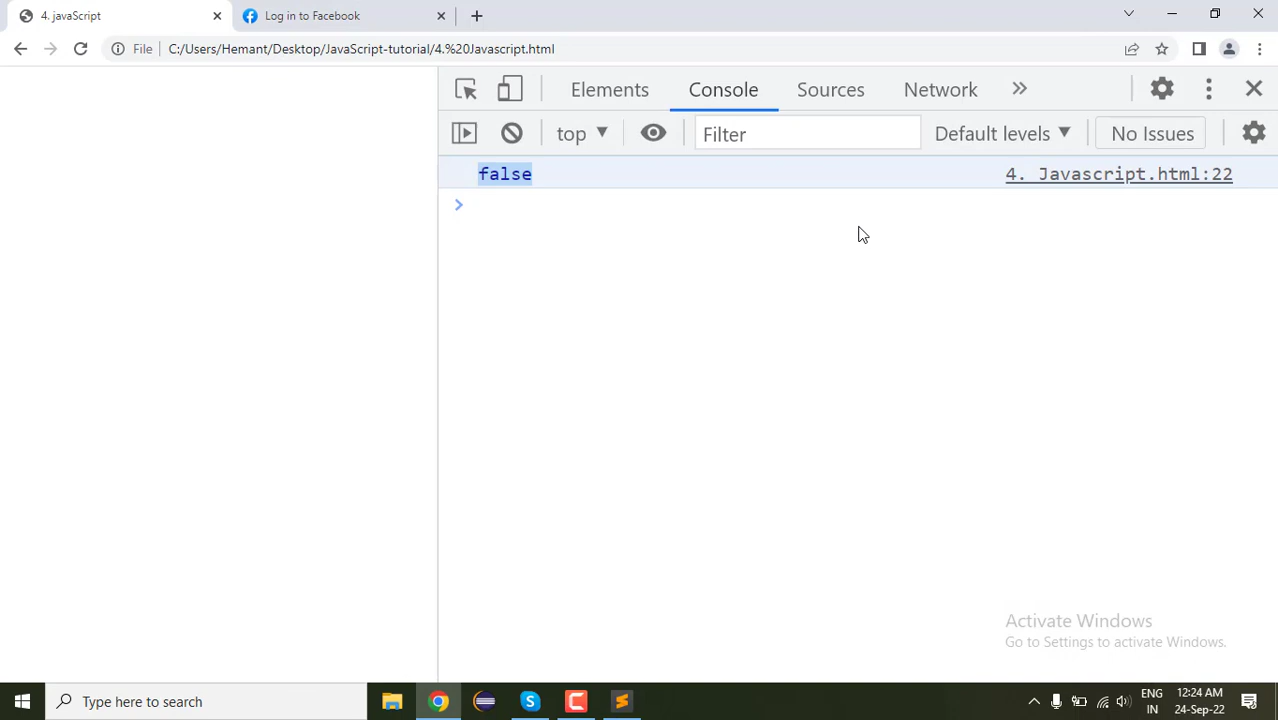 4. javaScript
Log in to Facebook
File
C:/Users/Hemant/Desktop/JavaScript-tutorial/4.%20Javascript.html
Elements Console Sources Network
top Filter Default levels No Issues
false 4. Javascript.html:22
Activate Windows
Go to Settings to activate Windows.
Type here to search
ENG
IN
12:24 AM
24-Sep-22